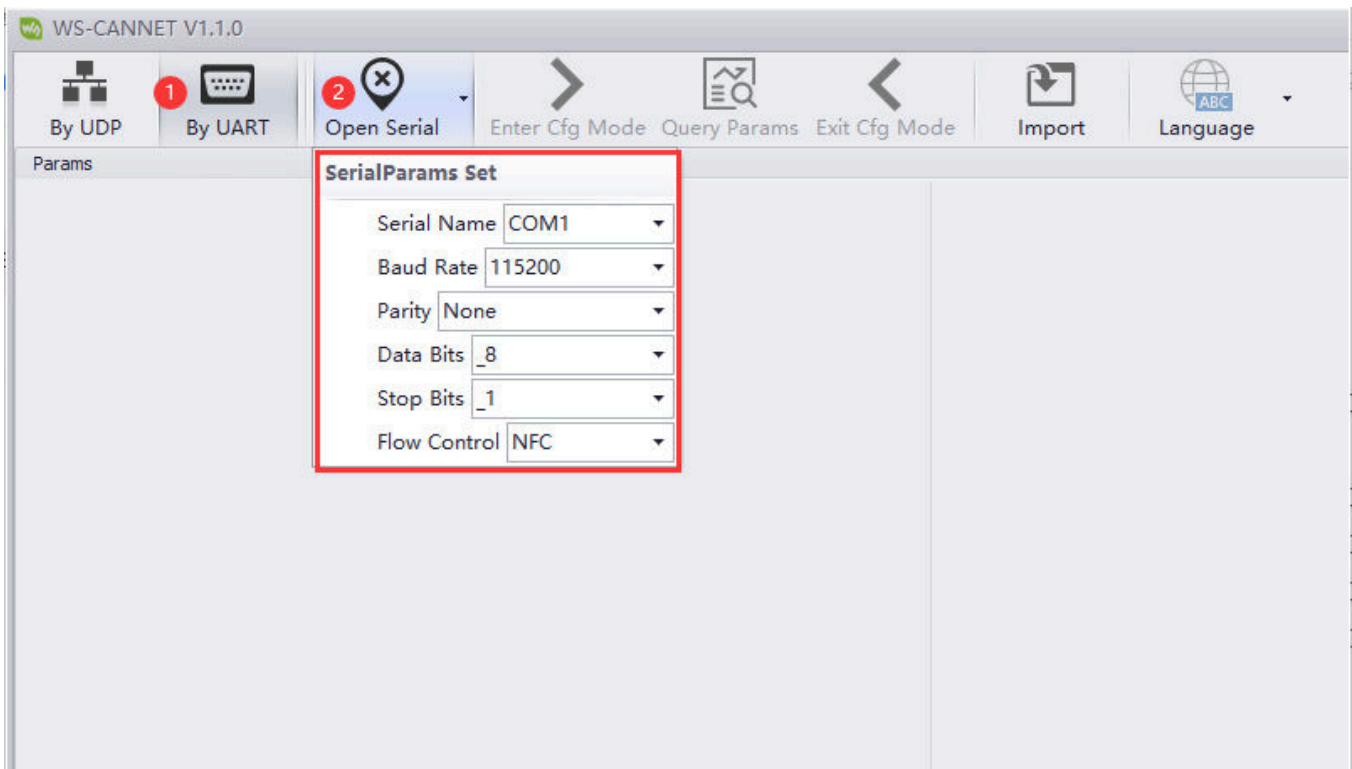 WS-CANNET V1.1.0
1 2
By UDP By UART Open Serial Enter Cfg Mode Query Params Exit Cfg Mode Import ABC Language
Params
SerialParams Set
Serial Name COM1
Baud Rate 115200
Parity None
Data Bits _8
Stop Bits _1
Flow Control NFC